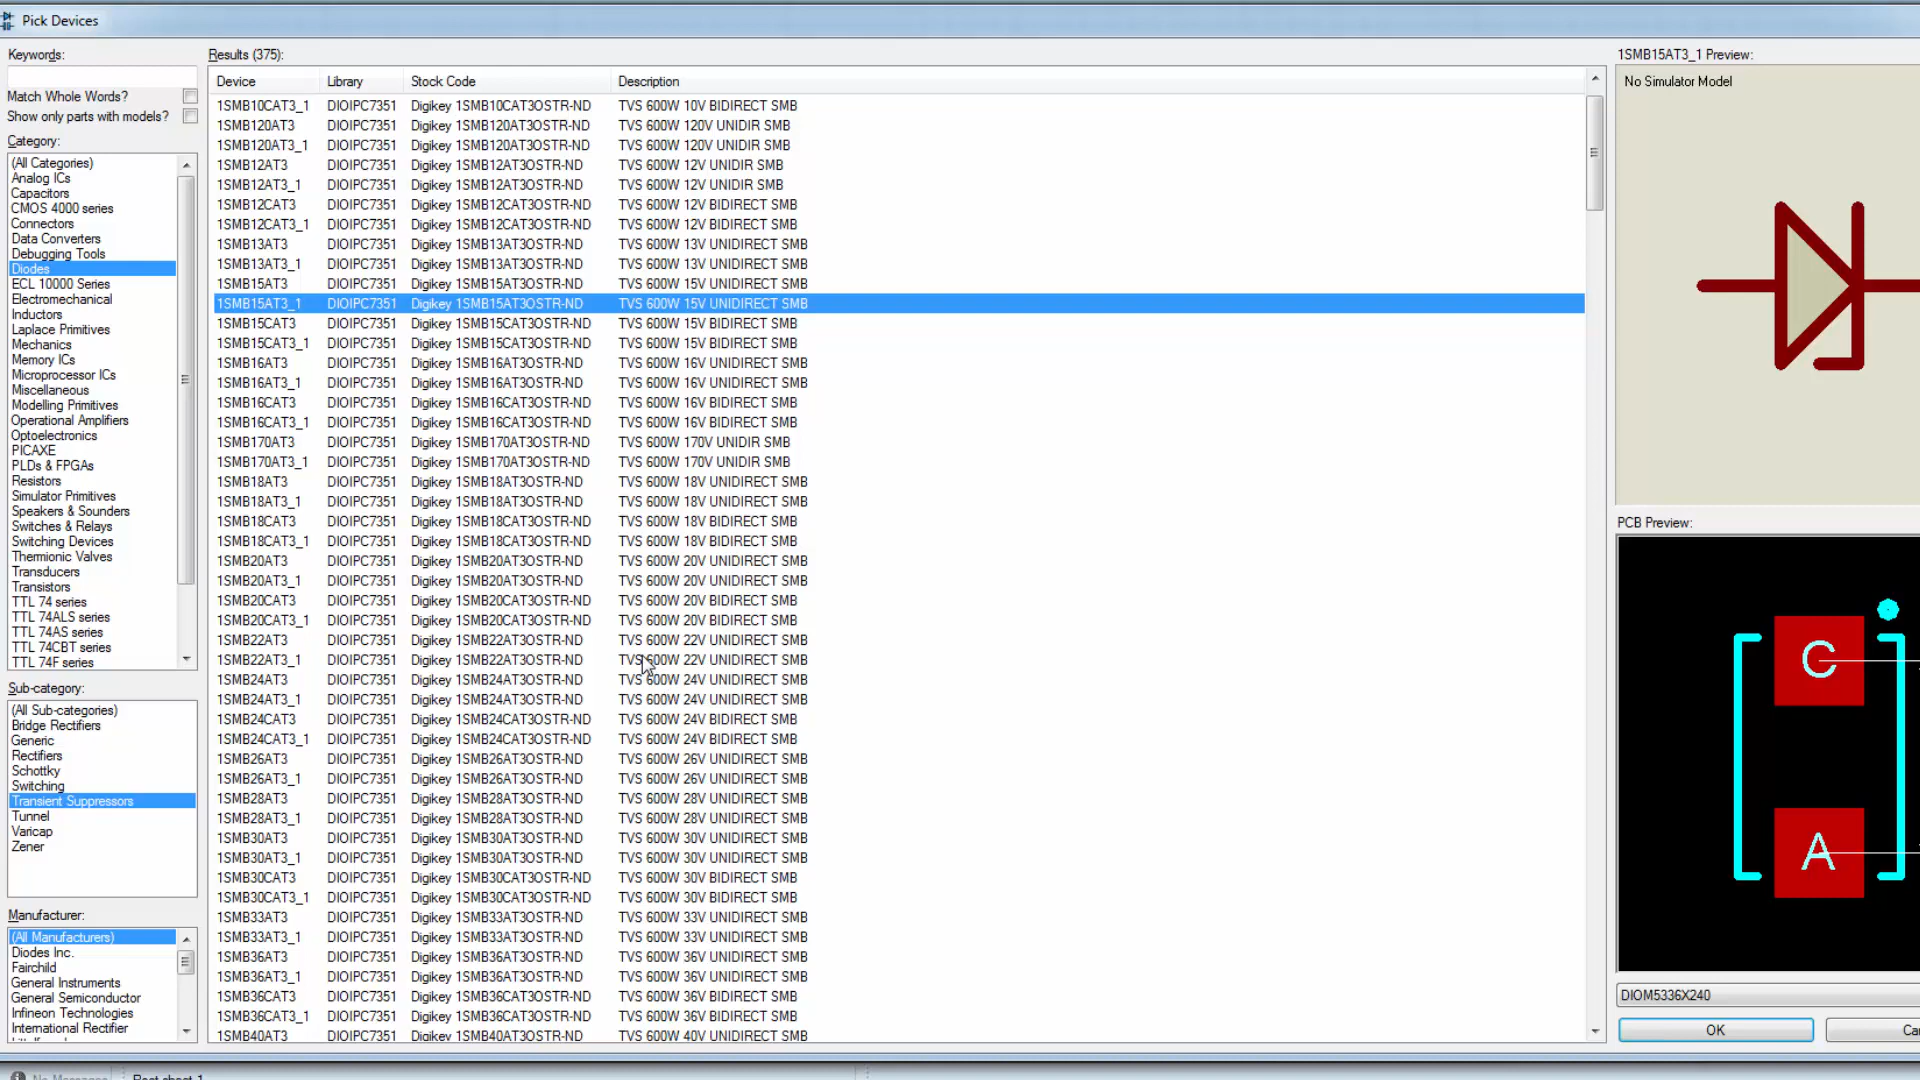 Pick Devices
Keywords:
Match Whole Words?
Show only parts with models?
Category:
(All Categories)
Analog ICs
Capacitors
CMOS 4000 series
Connectors
Data Converters
Debugging Tools
Diodes
ECL 10000 Series
Electromechanical
Inductors
Laplace Primitives
Mechanics
Memory ICs
Microprocessor ICs
Miscellaneous
Modelling Primitives
Operational Amplifiers
Optoelectronics
PICAXE
PLDs & FPGAs
Resistors
Simulator Primitives
Speakers & Sounders
Switches & Relays
Switching Devices
Thermionic Valves
Transducers
Transistors
TTL 74 series
TTL 74ALS series
TTL 74AS series
TTL 74CBT series
TTL 74F series
Sub-category:
(All Sub-categories)
Bridge Rectifiers
Generic
Rectifiers
Schottky
Switching
Transient Suppressors
Tunnel
Varicap
Zener
Manufacturer:
(All Manufacturers)
Diodes Inc.
Fairchild
General Instruments
General Semiconductor
Infineon Technologies
International Rectifier
Results (375):
Device Library Stock Code Description
1SMB10CAT3_1 DIOIPC7351 Digikey 1SMB10CAT3OSTR-ND TVS 600W 10V BIDIRECT SMB
1SMB120AT3 DIOIPC7351 Digikey 1SMB120AT3OSTR-ND TVS 600W 120V UNIDIR SMB
1SMB120AT3_1 DIOIPC7351 Digikey 1SMB120AT3OSTR-ND TVS 600W 120V UNIDIR SMB
1SMB12AT3 DIOIPC7351 Digikey 1SMB12AT3OSTR-ND TVS 600W 12V UNIDIR SMB
1SMB12AT3_1 DIOIPC7351 Digikey 1SMB12AT3OSTR-ND TVS 600W 12V UNIDIR SMB
1SMB12CAT3 DIOIPC7351 Digikey 1SMB12CAT3OSTR-ND TVS 600W 12V BIDIRECT SMB
1SMB12CAT3_1 DIOIPC7351 Digikey 1SMB12CAT3OSTR-ND TVS 600W 12V BIDIRECT SMB
1SMB13AT3 DIOIPC7351 Digikey 1SMB13AT3OSTR-ND TVS 600W 13V UNIDIRECT SMB
1SMB13AT3_1 DIOIPC7351 Digikey 1SMB13AT3OSTR-ND TVS 600W 13V UNIDIRECT SMB
1SMB15AT3 DIOIPC7351 Digikey 1SMB15AT3OSTR-ND TVS 600W 15V UNIDIRECT SMB
1SMB15AT3_1 DIOIPC7351 Digikey 1SMB15AT3OSTR-ND TVS 600W 15V UNIDIRECT SMB
1SMB15CAT3 DIOIPC7351 Digikey 1SMB15CAT3OSTR-ND TVS 600W 15V BIDIRECT SMB
1SMB15CAT3_1 DIOIPC7351 Digikey 1SMB15CAT3OSTR-ND TVS 600W 15V BIDIRECT SMB
1SMB16AT3 DIOIPC7351 Digikey 1SMB16AT3OSTR-ND TVS 600W 16V UNIDIRECT SMB
1SMB16AT3_1 DIOIPC7351 Digikey 1SMB16AT3OSTR-ND TVS 600W 16V UNIDIRECT SMB
1SMB16CAT3 DIOIPC7351 Digikey 1SMB16CAT3OSTR-ND TVS 600W 16V BIDIRECT SMB
1SMB16CAT3_1 DIOIPC7351 Digikey 1SMB16CAT3OSTR-ND TVS 600W 16V BIDIRECT SMB
1SMB170AT3 DIOIPC7351 Digikey 1SMB170AT3OSTR-ND TVS 600W 170V UNIDIR SMB
1SMB170AT3_1 DIOIPC7351 Digikey 1SMB170AT3OSTR-ND TVS 600W 170V UNIDIR SMB
1SMB18AT3 DIOIPC7351 Digikey 1SMB18AT3OSTR-ND TVS 600W 18V UNIDIRECT SMB
1SMB18AT3_1 DIOIPC7351 Digikey 1SMB18AT3OSTR-ND TVS 600W 18V UNIDIRECT SMB
1SMB18CAT3 DIOIPC7351 Digikey 1SMB18CAT3OSTR-ND TVS 600W 18V BIDIRECT SMB
1SMB18CAT3_1 DIOIPC7351 Digikey 1SMB18CAT3OSTR-ND TVS 600W 18V BIDIRECT SMB
1SMB20AT3 DIOIPC7351 Digikey 1SMB20AT3OSTR-ND TVS 600W 20V UNIDIRECT SMB
1SMB20AT3_1 DIOIPC7351 Digikey 1SMB20AT3OSTR-ND TVS 600W 20V UNIDIRECT SMB
1SMB20CAT3 DIOIPC7351 Digikey 1SMB20CAT3OSTR-ND TVS 600W 20V BIDIRECT SMB
1SMB20CAT3_1 DIOIPC7351 Digikey 1SMB20CAT3OSTR-ND TVS 600W 20V BIDIRECT SMB
1SMB22AT3 DIOIPC7351 Digikey 1SMB22AT3OSTR-ND TVS 600W 22V UNIDIRECT SMB
1SMB22AT3_1 DIOIPC7351 Digikey 1SMB22AT3OSTR-ND TVS 600W 22V UNIDIRECT SMB
1SMB24AT3 DIOIPC7351 Digikey 1SMB24AT3OSTR-ND TVS 600W 24V UNIDIRECT SMB
1SMB24AT3_1 DIOIPC7351 Digikey 1SMB24AT3OSTR-ND TVS 600W 24V UNIDIRECT SMB
1SMB24CAT3 DIOIPC7351 Digikey 1SMB24CAT3OSTR-ND TVS 600W 24V BIDIRECT SMB
1SMB24CAT3_1 DIOIPC7351 Digikey 1SMB24CAT3OSTR-ND TVS 600W 24V BIDIRECT SMB
1SMB26AT3 DIOIPC7351 Digikey 1SMB26AT3OSTR-ND TVS 600W 26V UNIDIRECT SMB
1SMB26AT3_1 DIOIPC7351 Digikey 1SMB26AT3OSTR-ND TVS 600W 26V UNIDIRECT SMB
1SMB28AT3 DIOIPC7351 Digikey 1SMB28AT3OSTR-ND TVS 600W 28V UNIDIRECT SMB
1SMB28AT3_1 DIOIPC7351 Digikey 1SMB28AT3OSTR-ND TVS 600W 28V UNIDIRECT SMB
1SMB30AT3 DIOIPC7351 Digikey 1SMB30AT3OSTR-ND TVS 600W 30V UNIDIRECT SMB
1SMB30AT3_1 DIOIPC7351 Digikey 1SMB30AT3OSTR-ND TVS 600W 30V UNIDIRECT SMB
1SMB30CAT3 DIOIPC7351 Digikey 1SMB30CAT3OSTR-ND TVS 600W 30V BIDIRECT SMB
1SMB30CAT3_1 DIOIPC7351 Digikey 1SMB30CAT3OSTR-ND TVS 600W 30V BIDIRECT SMB
1SMB33AT3 DIOIPC7351 Digikey 1SMB33AT3OSTR-ND TVS 600W 33V UNIDIRECT SMB
1SMB33AT3_1 DIOIPC7351 Digikey 1SMB33AT3OSTR-ND TVS 600W 33V UNIDIRECT SMB
1SMB36AT3 DIOIPC7351 Digikey 1SMB36AT3OSTR-ND TVS 600W 36V UNIDIRECT SMB
1SMB36AT3_1 DIOIPC7351 Digikey 1SMB36AT3OSTR-ND TVS 600W 36V UNIDIRECT SMB
1SMB36CAT3 DIOIPC7351 Digikey 1SMB36CAT3OSTR-ND TVS 600W 36V BIDIRECT SMB
1SMB36CAT3_1 DIOIPC7351 Digikey 1SMB36CAT3OSTR-ND TVS 600W 36V BIDIRECT SMB
1SMB40AT3 DIOIPC7351 Digikey 1SMB40AT3OSTR-ND TVS 600W 40V UNIDIRECT SMB
1SMB15AT3_1 Preview:
No Simulator Model
PCB Preview:
C
A
DIOM5336X240
OK
Ca
No Messages
Root sheet 1